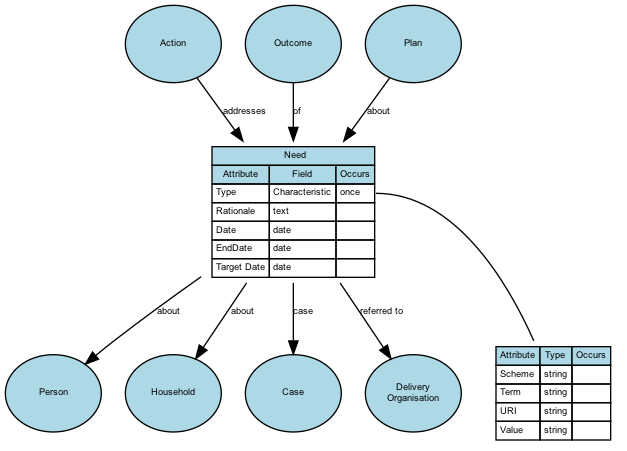 Action Outcome Plan
addresses of about
Need
Attribute Field Occurs
Type Characteristic once
Rationale text
Date date
EndDate date
Target Date date
about about case referred to
Person Household Case Delivery
Organisation
Attribute Type Occurs
Scheme string
Term string
URI string
Value string